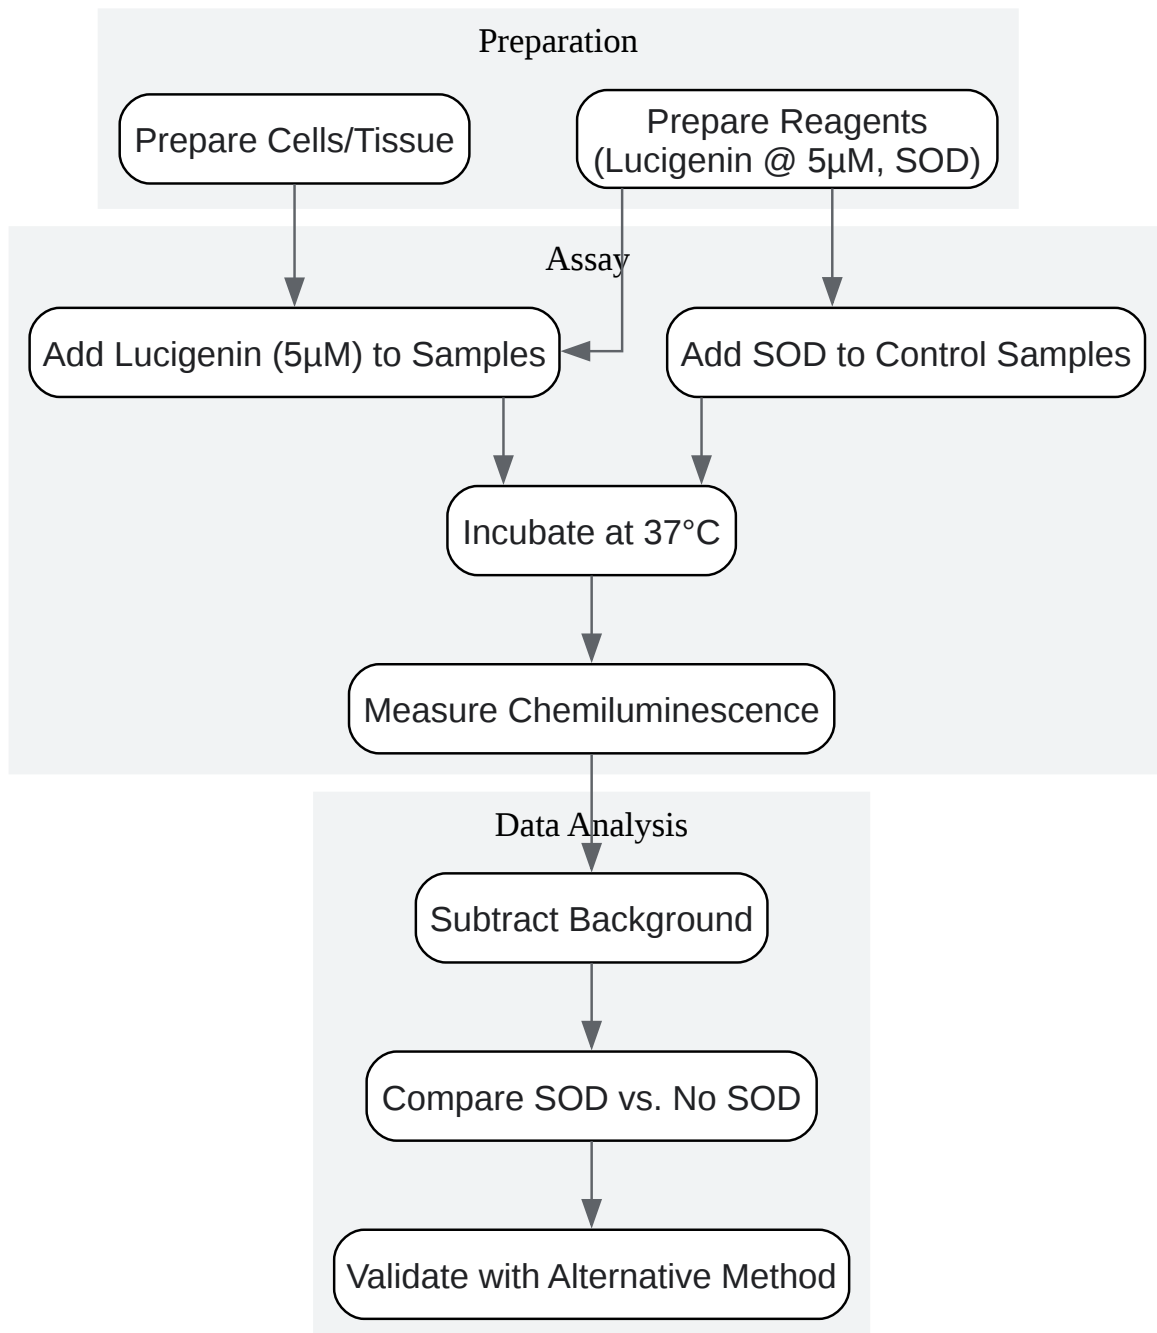 Preparation
Prepare Cells/Tissue
Prepare Reagents
(Lucigenin @ 5µM, SOD)
Assay
Add Lucigenin (5µM) to Samples
Add SOD to Control Samples
Incubate at 37°C
Measure Chemiluminescence
Data Analysis
Subtract Background
Compare SOD vs. No SOD
Validate with Alternative Method